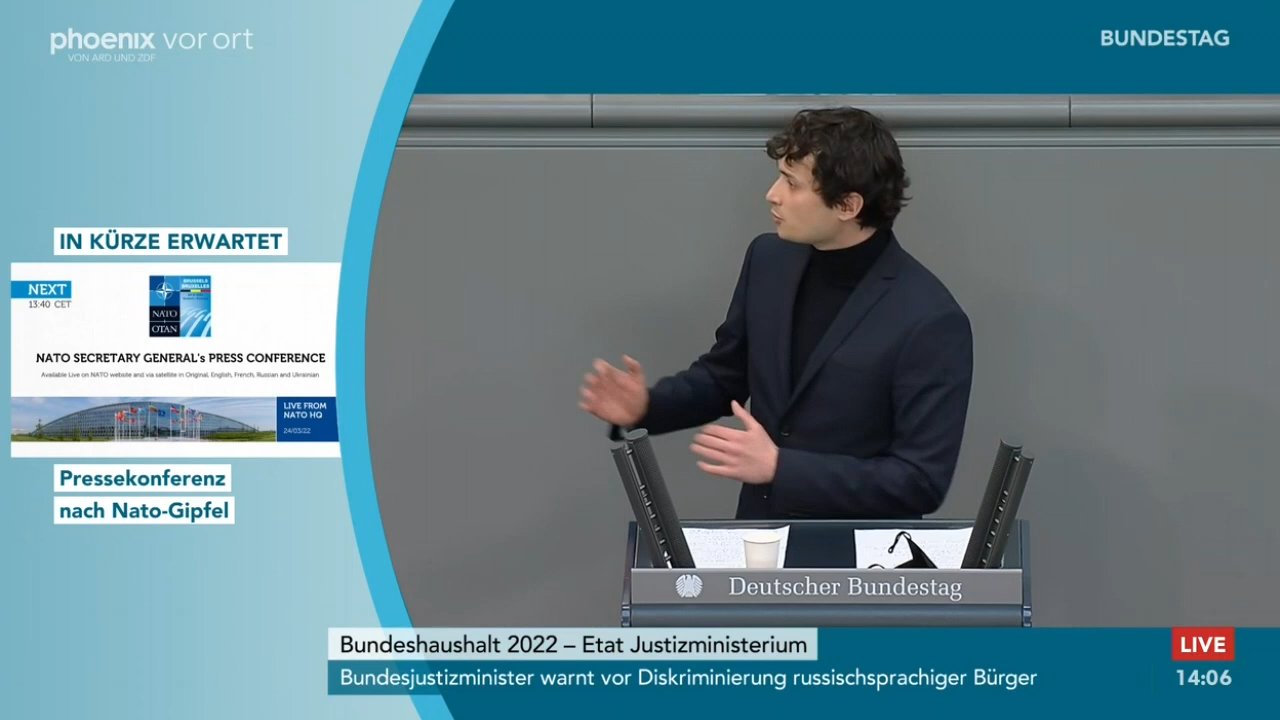 phoenix vor ort
VON ARD UND ZDF
BUNDESTAG
IN KÜRZE ERWARTET
NEXT
13:40 CET
BRUSSELS
BRUXELLES
NATO
OTAN
NATO SECRETARY GENERAL's PRESS CONFERENCE
Available Live on NATO website and via satellite in Original, English, French, Russian and Ukrainian
LIVE FROM
NATO HQ
24/03/22
Pressekonferenz
nach Nato-Gipfel
Deutscher Bundestag
Bundeshaushalt 2022 – Etat Justizministerium
Bundesjustizminister warnt vor Diskriminierung russischsprachiger Bürger
LIVE
14:06